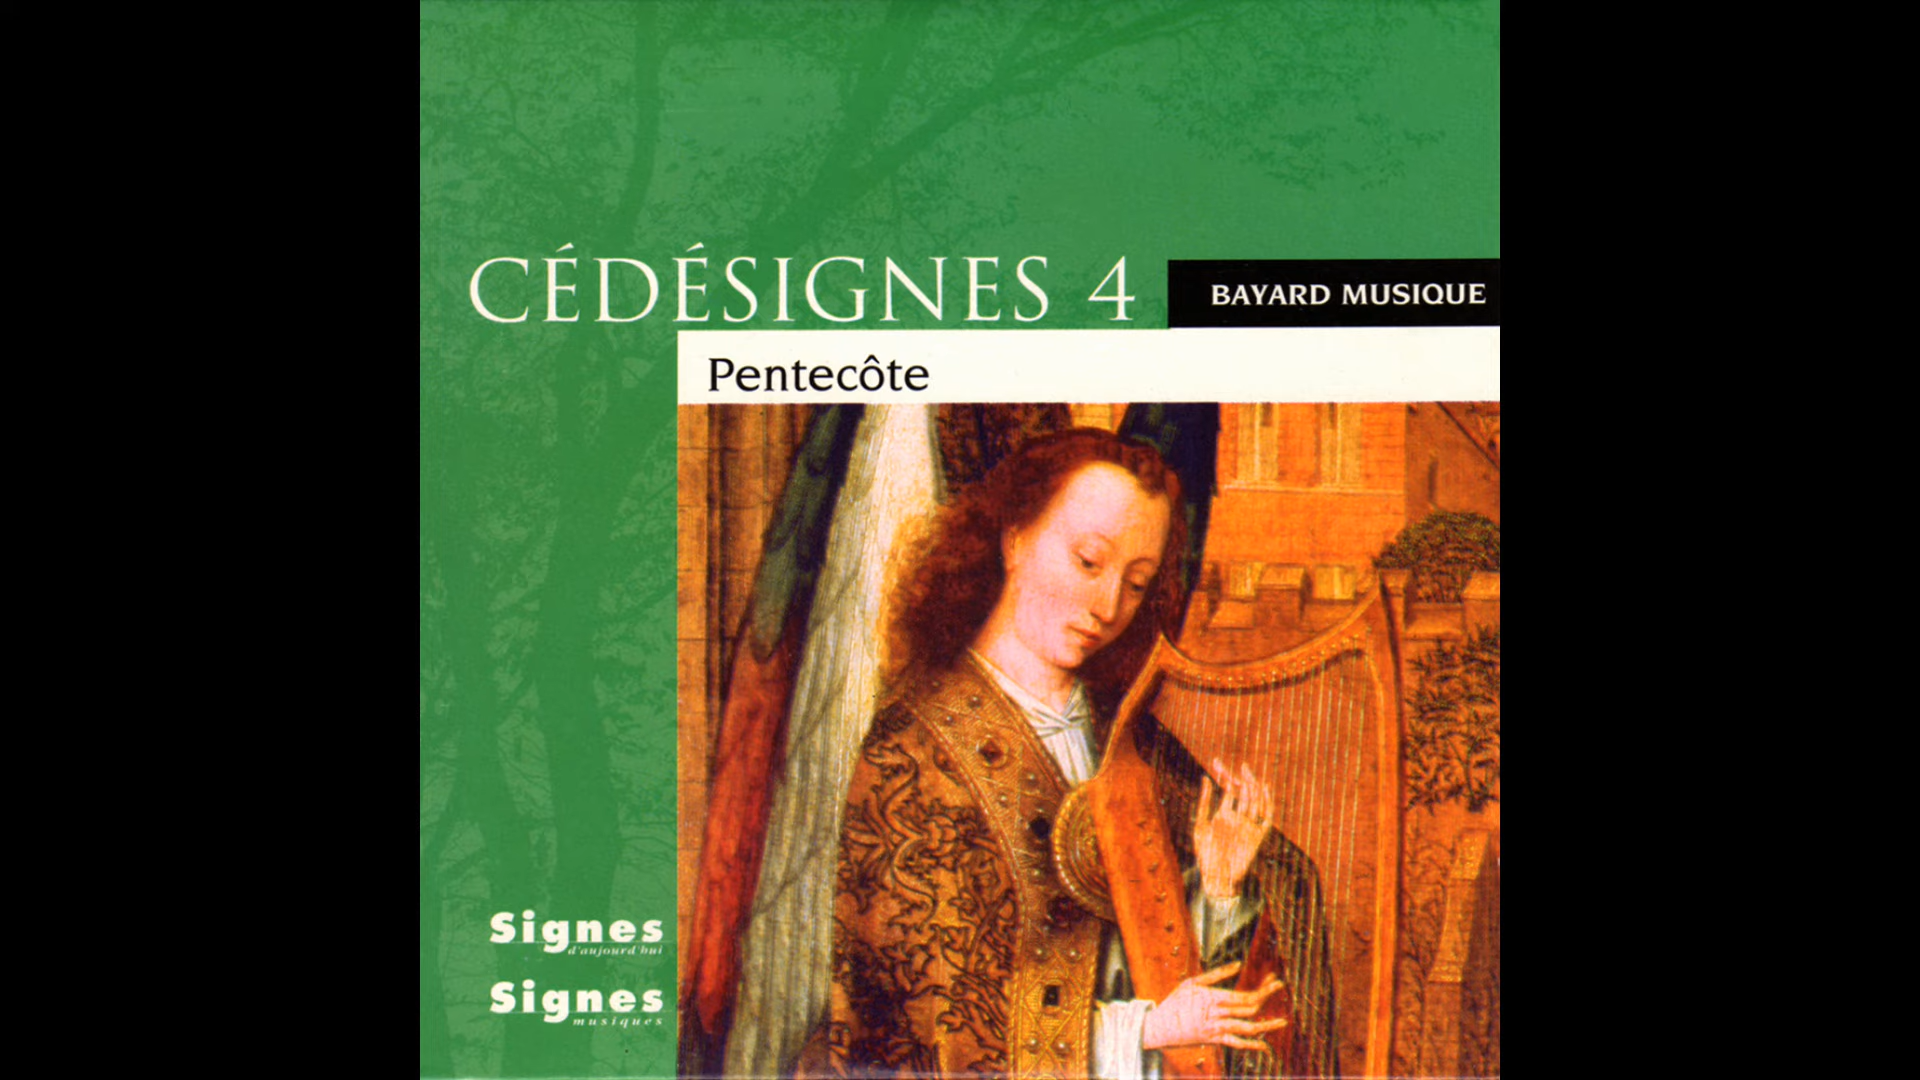 CÉDÉSIGNES 4
BAYARD MUSIQUE
Pentecôte
Signes
d'aujourd'hui
Signes
musiques